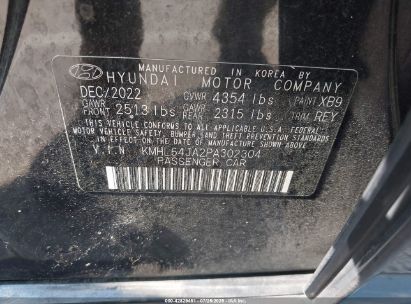 MANUFACTURED IN KOREA BY
HYUNDAI MOTOR COMPANY
DEC/2022 GVWR 4354 lbs PAINT XB9
GAWR FRONT 2513 lbs GAWR REAR 2315 lbs TRIM REY
THIS VEHICLE CONFORMS TO ALL APPLICABLE U.S.A. FEDERAL
MOTOR VEHICLE SAFETY, BUMPER, AND THEFT PREVENTION
STANDARDS IN EFFECT ON THE DATE OF MANUFACTURE SHOWN ABOVE.
V I N KMHL64JA2PA302304
PASSENGER CAR